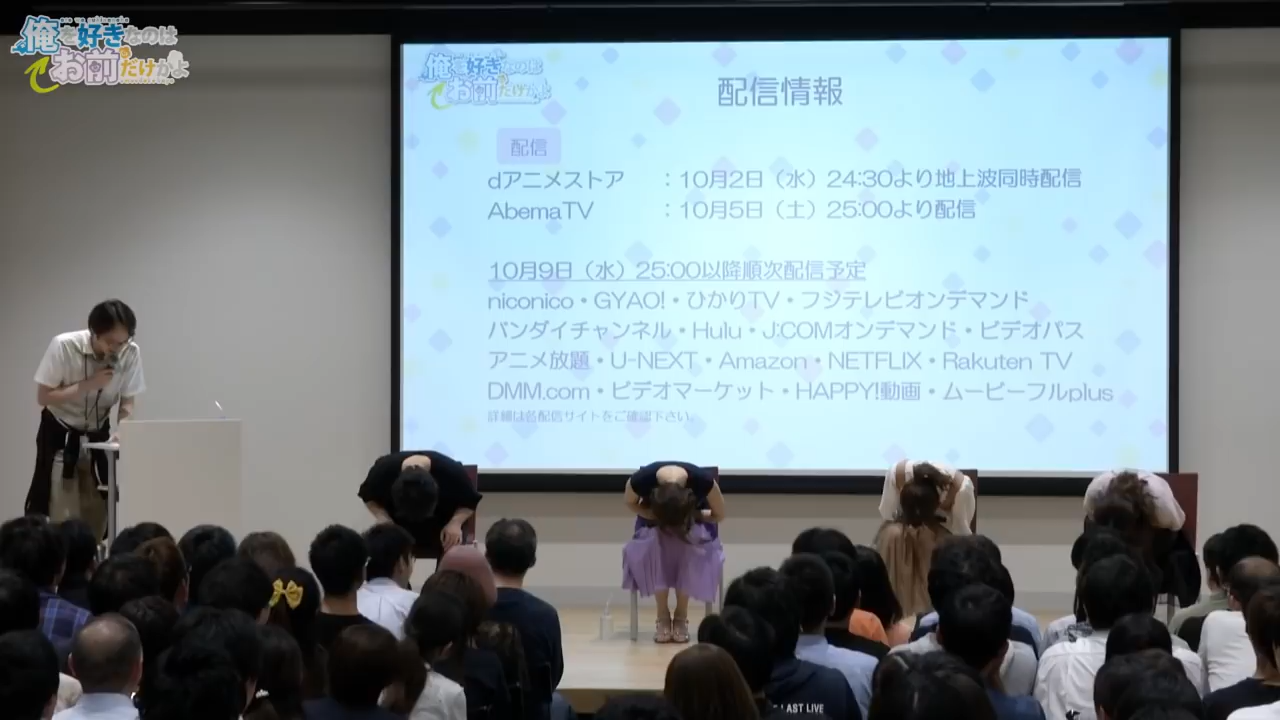 俺を好きなのは
お前だけかよ
俺を好きなのは
お前だけかよ
配信情報
配信
dアニメストア ：10月2日（水）24:30より地上波同時配信
AbemaTV ：10月5日（土）25:00より配信
10月9日（水）25:00以降順次配信予定
niconico・GYAO!・ひかりTV・フジテレビオンデマンド
バンダイチャンネル・Hulu・J:COMオンデマンド・ビデオパス
アニメ放題・U-NEXT・Amazon・NETFLIX・Rakuten TV
DMM.com・ビデオマーケット・HAPPY!動画・ムービーフルplus
詳細は各配信サイトをご確認下さい。
LAST LIVE